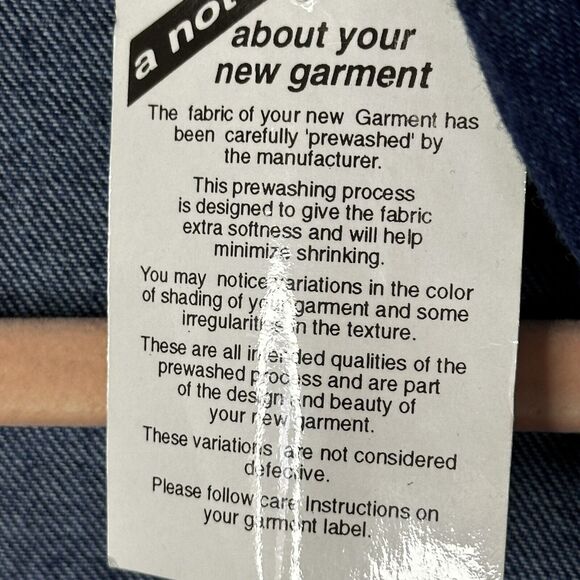 a not
about your
new garment
The fabric of your new Garment has
been carefully 'prewashed' by
the manufacturer.
This prewashing process
is designed to give the fabric
extra softness and will help
minimize shrinking.
You may notice variations in the color
of shading of your garment and some
irregularities in the texture.
These are all intended qualities of the
prewashed process and are part
of the design and beauty of
your new garment.
These variations are not considered
defective.
Please follow care Instructions on
your garment label.